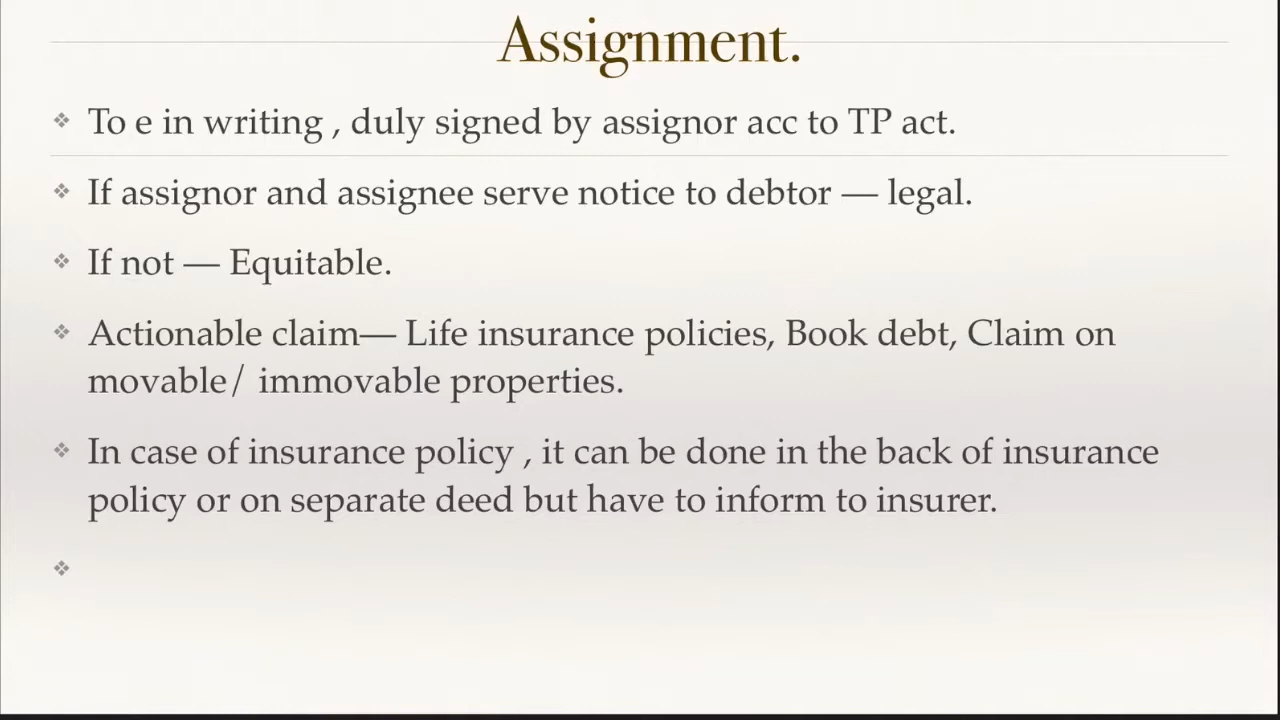 Assignment.
❖ To e in writing , duly signed by assignor acc to TP act.
❖ If assignor and assignee serve notice to debtor — legal.
❖ If not — Equitable.
❖ Actionable claim— Life insurance policies, Book debt, Claim on
movable/ immovable properties.
❖ In case of insurance policy , it can be done in the back of insurance
policy or on separate deed but have to inform to insurer.
❖